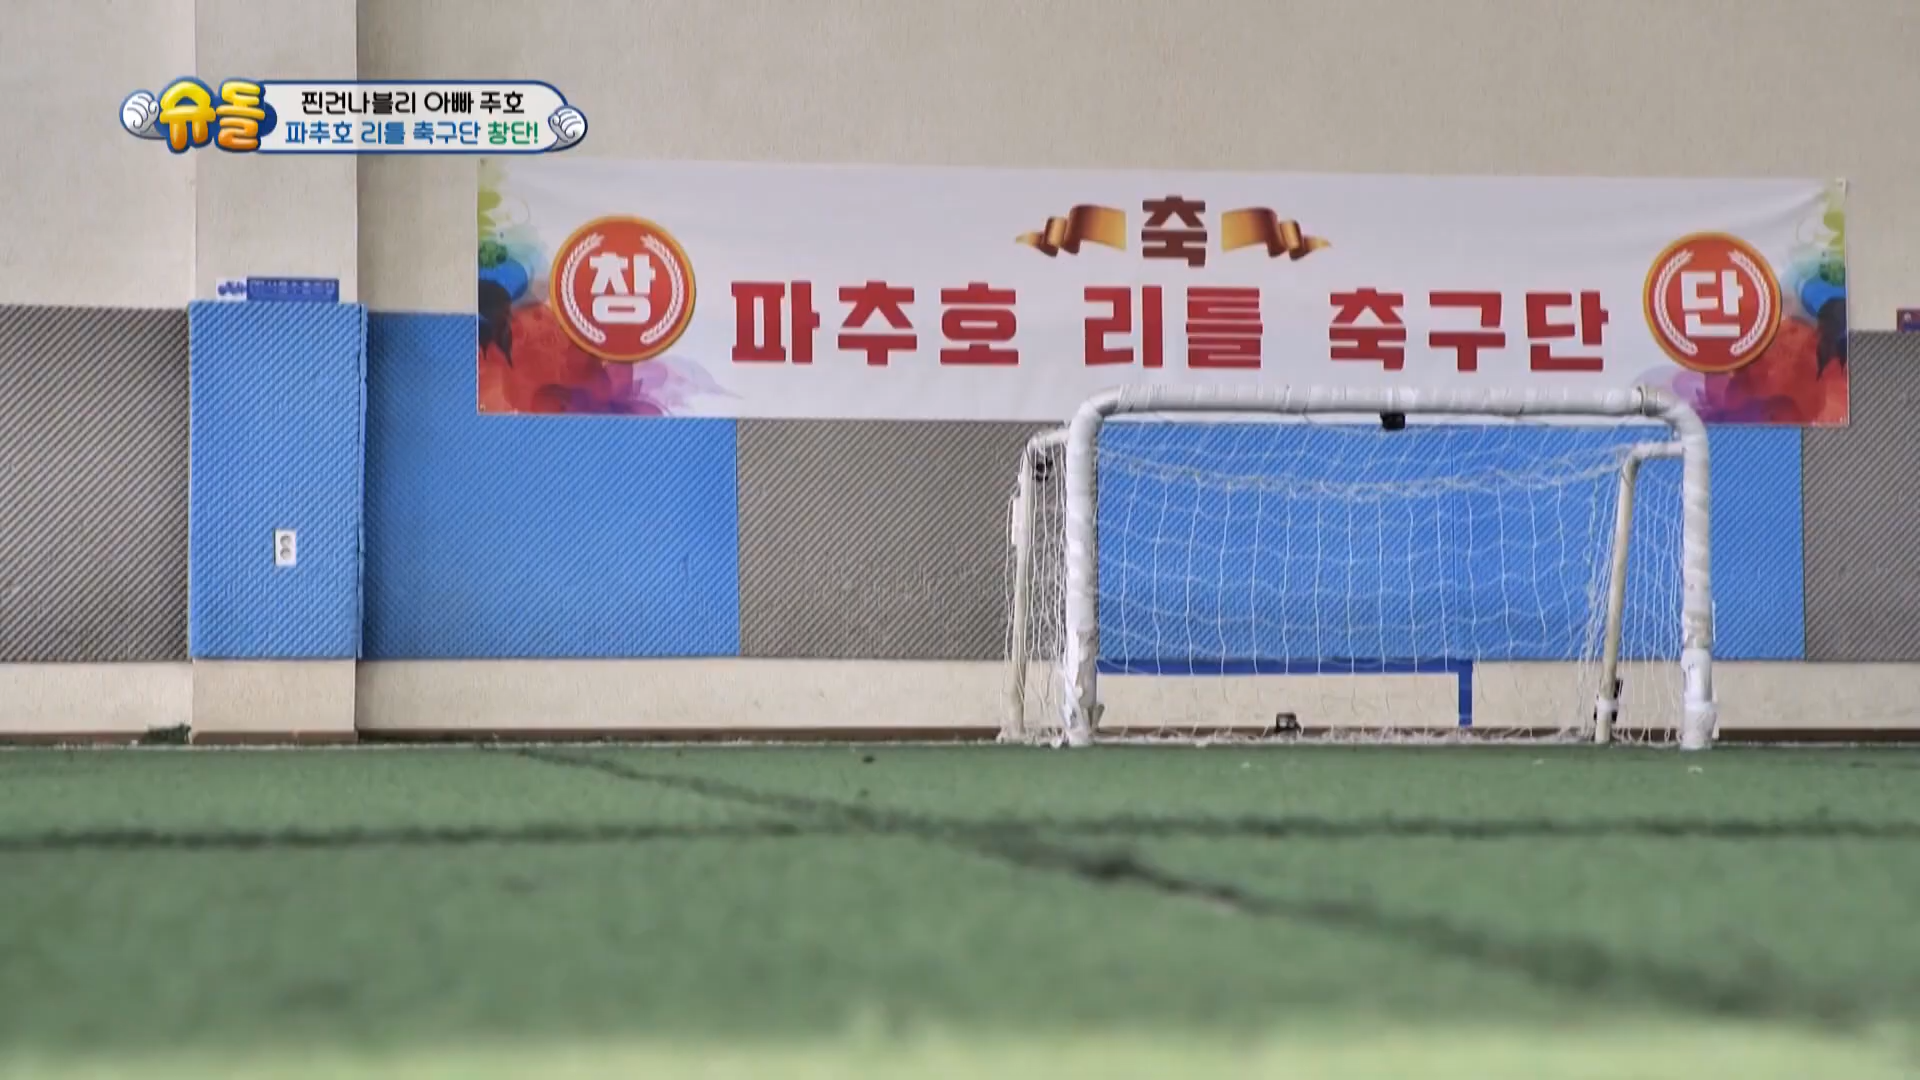 슈돌
찐건나블리 아빠 주호
파추호 리틀 축구단 창단!
축
창
파추호 리틀 축구단
단